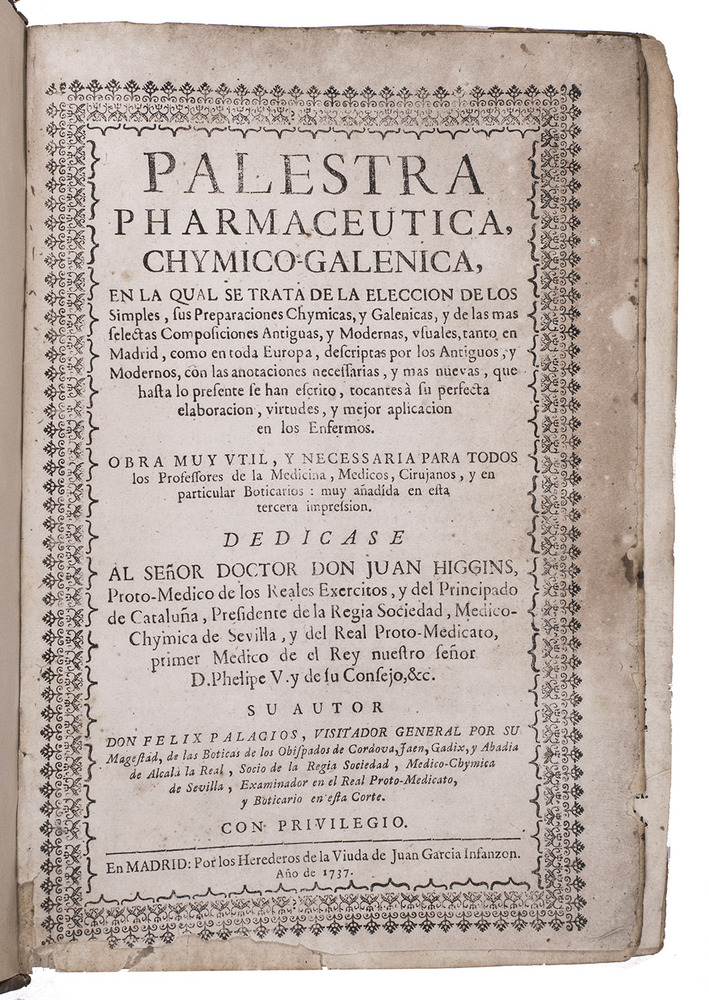 PALESTRA
PHARMACEUTICA,
CHYMICO-GALENICA,
EN LA QUAL SE TRATA DE LA ELECCION DE LOS
Simples, ſus Preparaciones Chymicas, y Galenicas, y de las mas
ſelectas Compoſiciones Antiguas, y Modernas, vſuales, tanto en
Madrid, como en toda Europa, deſcriptas por los Antiguos, y
Modernos, con las anotaciones neceſſarias, y mas nuevas, que
haſta lo preſente ſe han eſcrito, tocantes à ſu perfecta
elaboracion, virtudes, y mejor aplicacion
en los Enfermos.
OBRA MUY VTIL, Y NECESSARIA PARA TODOS
los Profeſſores de la Medicina, Medicos, Cirujanos, y en
particular Boticarios: muy añadida en eſta
tercera impreſsion.
DEDICASE
AL SEñOR DOCTOR DON JUAN HIGGINS,
Proto-Medico de los Reales Exercitos, y del Principado
de Cataluña, Preſidente de la Regia Sociedad, Medico-
Chymica de Sevilla, y del Real Proto-Medicato,
primer Medico de el Rey nueſtro ſeñor
D. Phelipe V. y de ſu Conſejo, &c.
SU AUTOR
DON FELIX PALACIOS, VISITADOR GENERAL POR SU
Mageſtad, de las Boticas de los Obiſpados de Cordova, Jaen, Cadix, y Abadia
de Alcalà la Real, Socio de la Regia Sociedad, Medico-Chymica
de Sevilla, Examinador en el Real Proto-Medicato,
y Boticario en eſta Corte.
CON PRIVILEGIO.
En MADRID: Por los Herederos de la Viuda de Juan Garcia Infanzon.
Año de 1737.